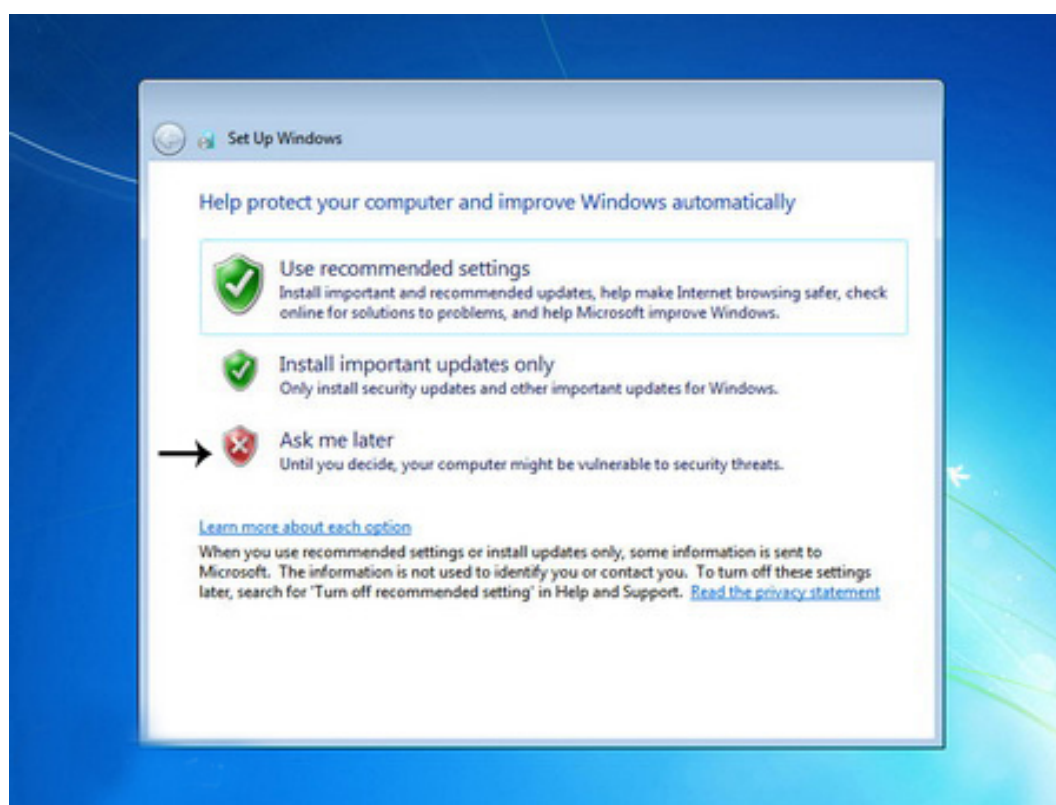 Set Up Windows
Help protect your computer and improve Windows automatically
Use recommended settings
Install important and recommended updates, help make Internet browsing safer, check
online for solutions to problems, and help Microsoft improve Windows.
Install important updates only
Only install security updates and other important updates for Windows.
Ask me later
Until you decide, your computer might be vulnerable to security threats.
Learn more about each option
When you use recommended settings or install updates only, some information is sent to
Microsoft. The information is not used to identify you or contact you. To turn off these settings
later, search for 'Turn off recommended setting' in Help and Support. Read the privacy statement